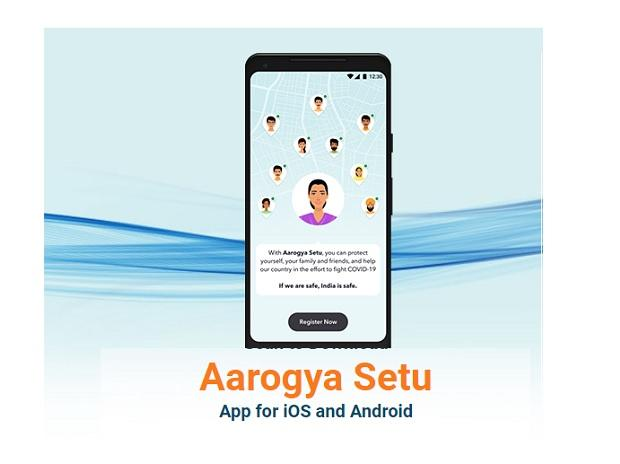 12:30
With Aarogya Setu, you can protect
yourself, your family and friends, and help
our country in the effort to fight COVID-19
If we are safe, India is safe.
Register Now
Aarogya Setu
App for iOS and Android